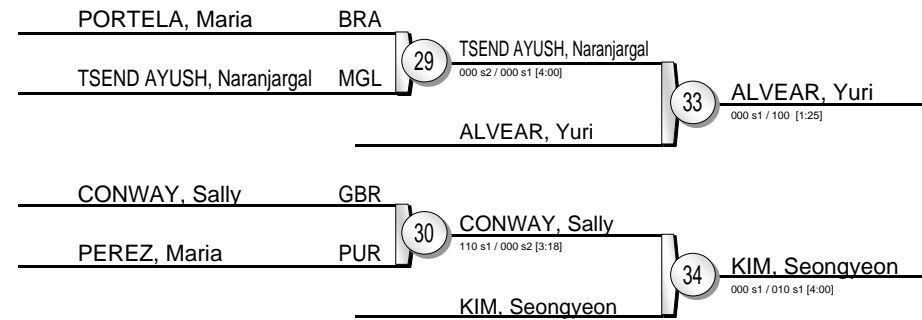 PORTELA, Maria BRA
TSEND AYUSH, Naranjargal MGL
29
TSEND AYUSH, Naranjargal
000 s2 / 000 s1 [4:00]
ALVEAR, Yuri
33
ALVEAR, Yuri
000 s1 / 100 [1:25]
CONWAY, Sally GBR
PEREZ, Maria PUR
30
CONWAY, Sally
110 s1 / 000 s2 [3:18]
KIM, Seongyeon
34
KIM, Seongyeon
000 s1 / 010 s1 [4:00]